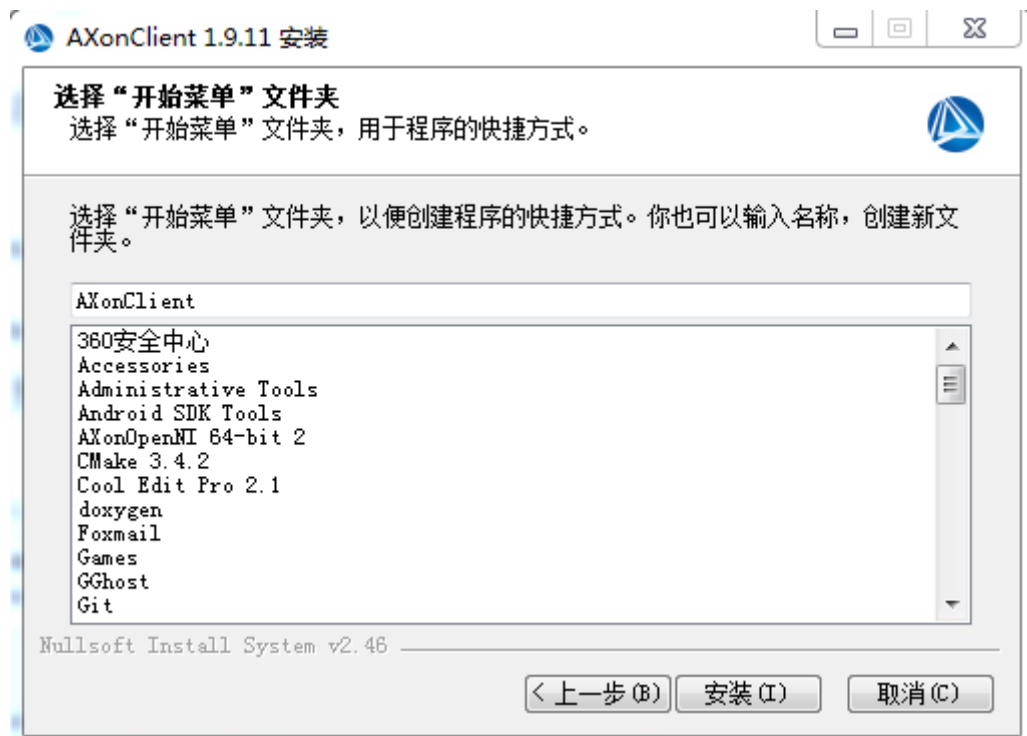 AXonClient 1.9.11 安装
选择“开始菜单”文件夹
选择“开始菜单”文件夹，用于程序的快捷方式。
选择“开始菜单”文件夹，以便创建程序的快捷方式。你也可以输入名称，创建新文
件夹。
AXonClient
360安全中心
Accessories
Administrative Tools
Android SDK Tools
AXonOpenNI 64-bit 2
CMake 3.4.2
Cool Edit Pro 2.1
doxygen
Foxmail
Games
GGhost
Git
Nullsoft Install System v2.46
< 上一步(B) 安装(I) 取消(C)